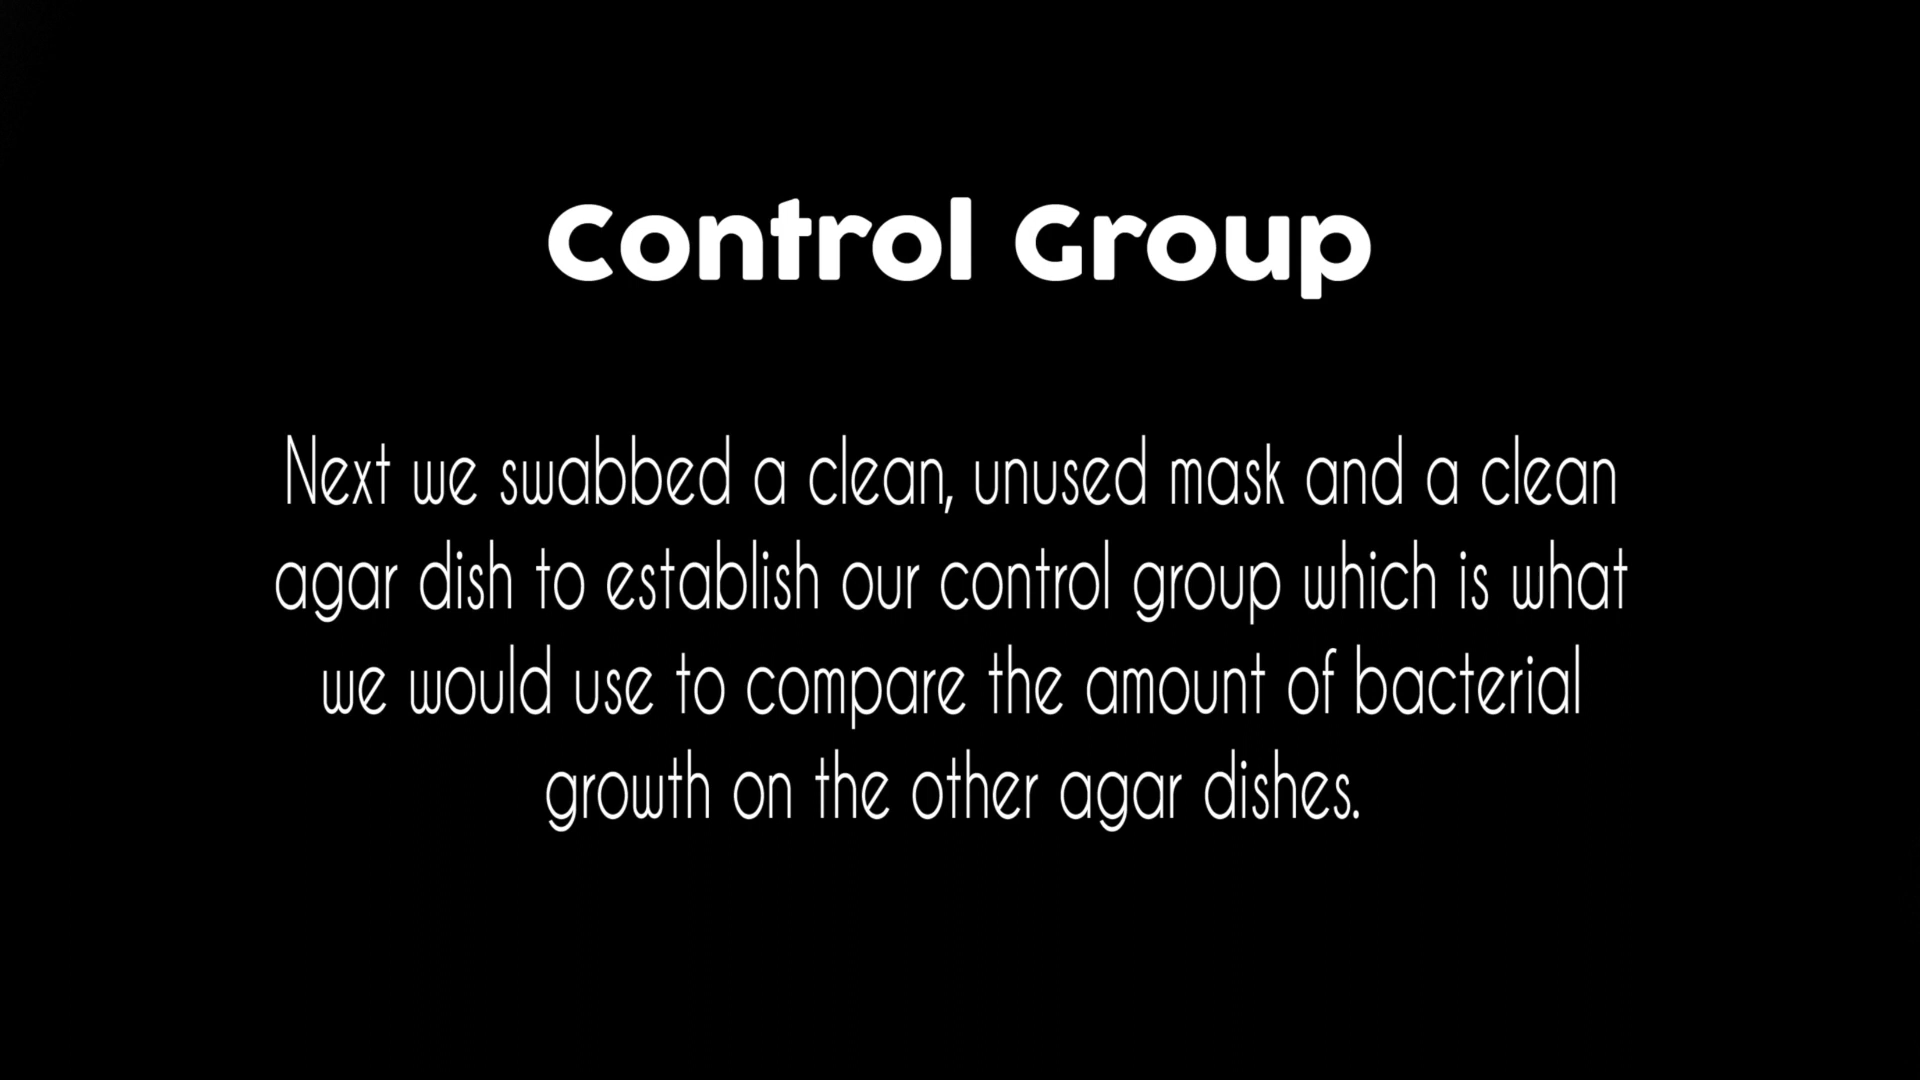 Control Group
Next we swabbed a clean, unused mask and a clean
agar dish to establish our control group which is what
we would use to compare the amount of bacterial
growth on the other agar dishes.